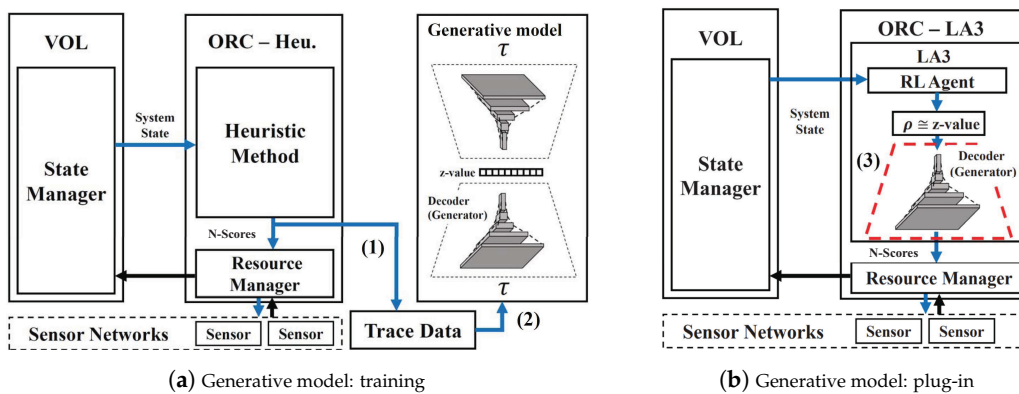 VOL
State
Manager
System
State
ORC – Heu.
Heuristic
Method
N-Scores
(1)
Resource
Manager
Sensor Networks
Sensor
Sensor
Trace Data
(2)
Generative model
τ
z-value
Decoder
(Generator)
τ
(a) Generative model: training
VOL
State
Manager
System
State
ORC – LA3
LA3
RL Agent
ρ ≅ z-value
(3)
Decoder
(Generator)
N-Scores
Resource Manager
Sensor Networks
Sensor
Sensor
(b) Generative model: plug-in